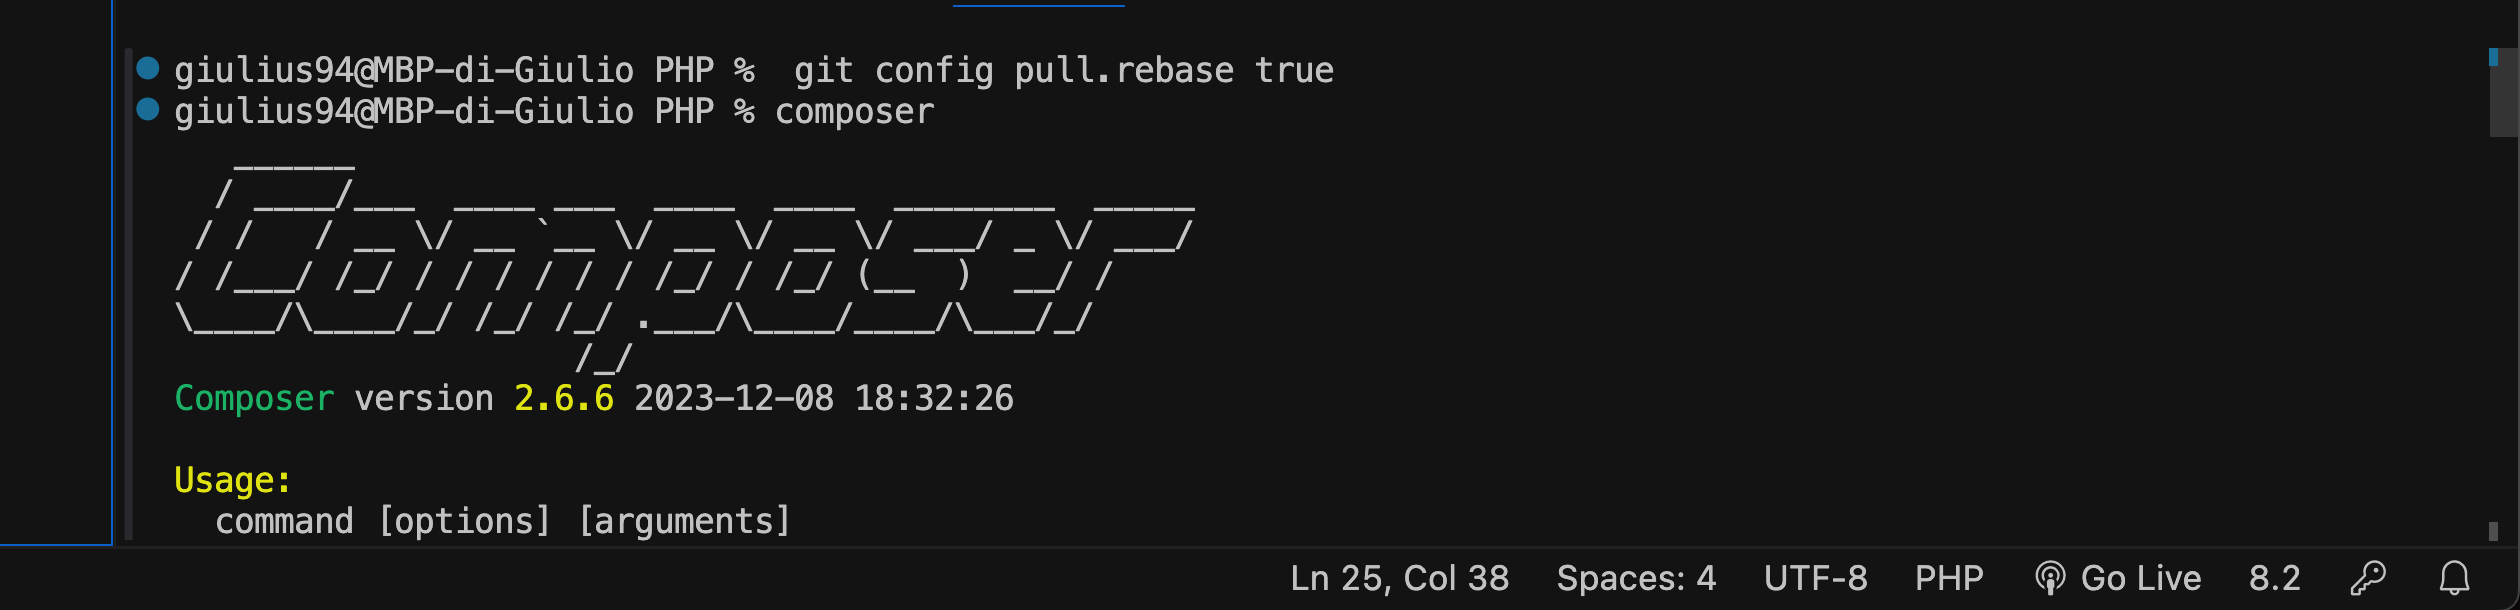 giulius94@MBP-di-Giulio PHP %  git config pull.rebase true
giulius94@MBP-di-Giulio PHP % composer
   ______
  / ____/___  ____ ___  ____  ____  ________  _____
 / /   / __ \/ __ `__ \/ __ \/ __ \/ ___/ _ \/ ___/
/ /___/ /_/ / / / / / / /_/ / /_/ (__  )  __/ /
\____/\____/_/ /_/ /_/ .___/\____/____/\___/_/
                    /_/
Composer version 2.6.6 2023-12-08 18:32:26
Usage:
  command [options] [arguments]
Ln 25, Col 38 Spaces: 4 UTF-8 PHP Go Live 8.2